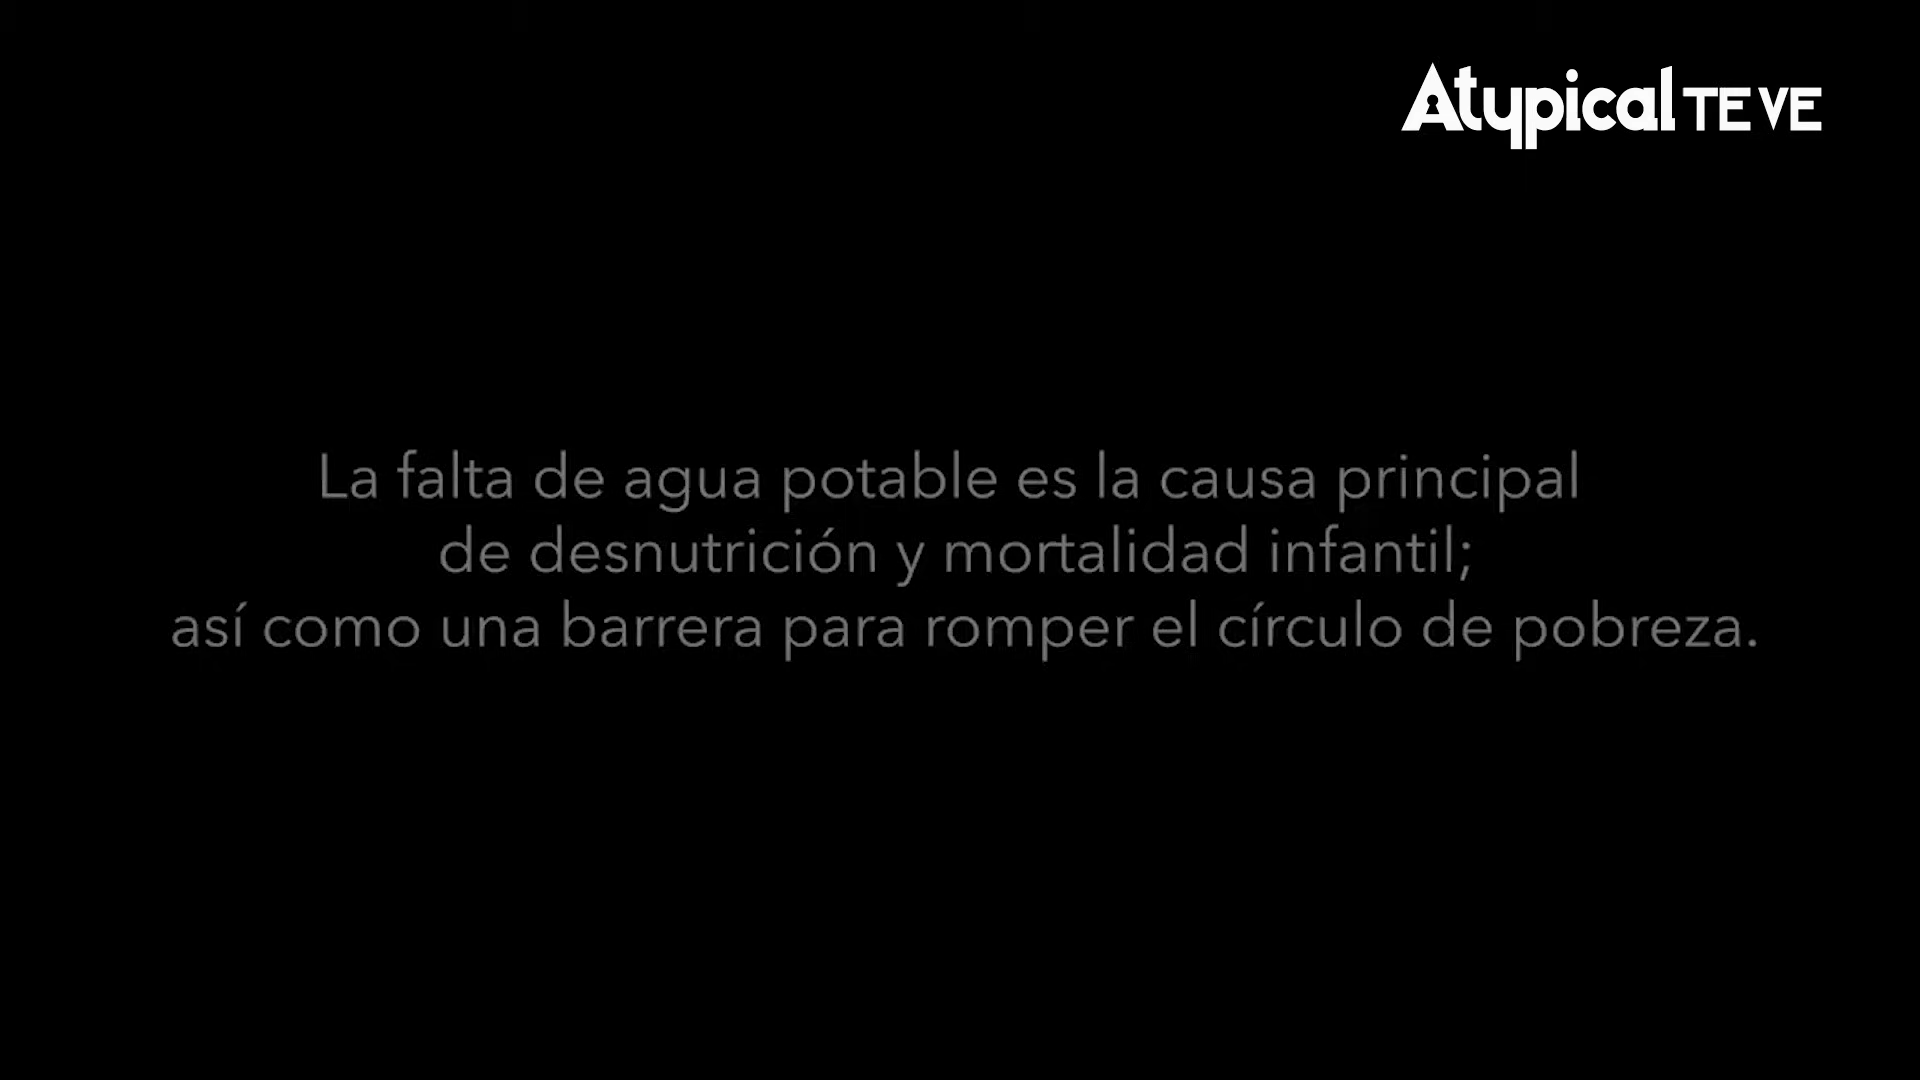 Atypical TE VE
La falta de agua potable es la causa principal
de desnutrición y mortalidad infantil;
así como una barrera para romper el círculo de pobreza.